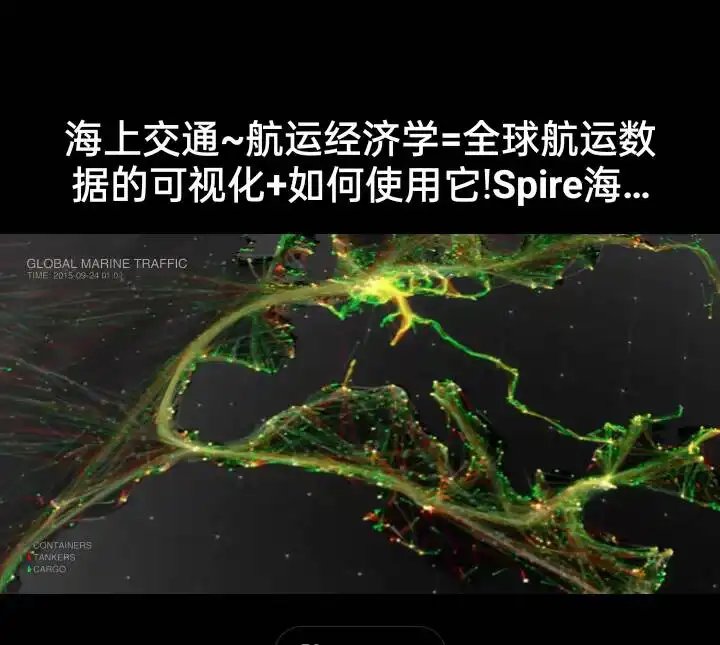 海上交通~航运经济学=全球航运数
据的可视化+如何使用它!Spire海…
GLOBAL MARINE TRAFFIC
TIME: 2015-09-24 01:01
CONTAINERS
TANKERS
CARGO